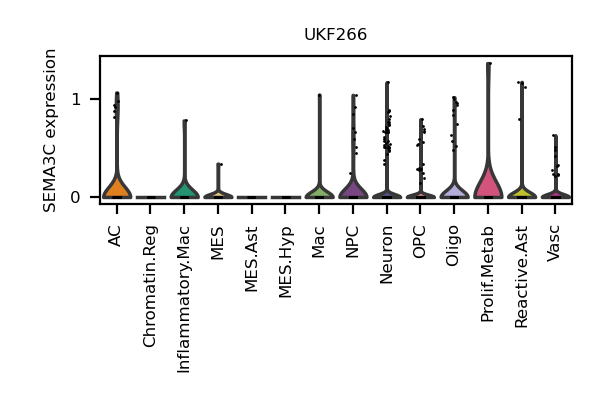 UKF266
SEMA3C expression
1
0
AC
Chromatin.Reg
Inflammatory.Mac
MES
MES.Ast
MES.Hyp
Mac
NPC
Neuron
OPC
Oligo
Prolif.Metab
Reactive.Ast
Vasc